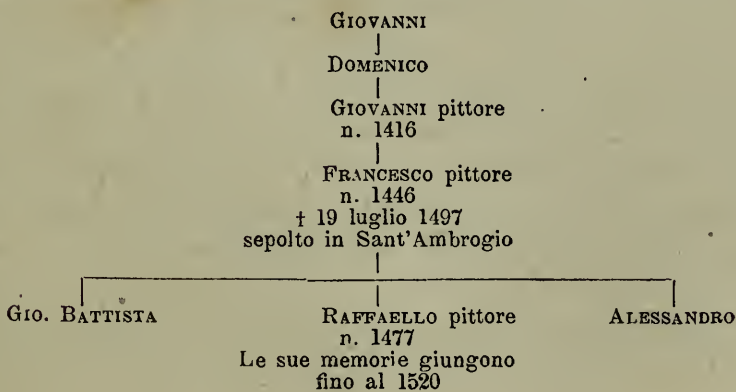 GIOVANNI
DOMENICO
GIOVANNI pittore
n. 1416
FRANCESCO pittore
n. 1446
† 19 luglio 1497
sepolto in Sant'Ambrogio
GIO. BATTISTA RAFFAELLO pittore ALESSANDRO
n. 1477
Le sue memorie giungono
fino al 1520